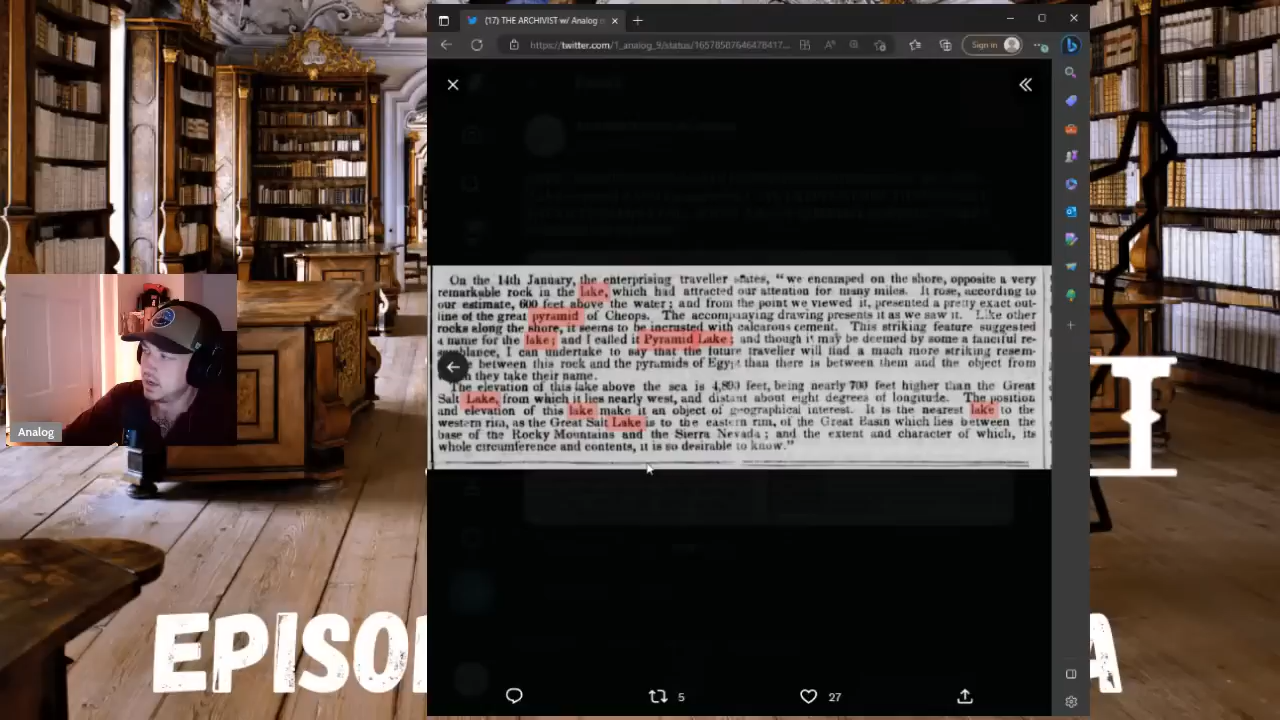 (17) THE ARCHIVIST w/ Analog
https://twitter.com/1_analog_9/status/16578587646478417...
Sign in
On the 14th January, the enterprising traveller states, "we encamped on the shore, opposite a very
remarkable rock in the lake, which had attracted our attention for many miles. It rose, according to
our estimate, 600 feet above the water; and from the point we viewed it, presented a pretty exact out-
line of the great pyramid of Cheops. The accompanying drawing presents it as we saw it. Like other
rocks along the shore, it seems to be incrusted with calcarous cement. This striking feature suggested
a name for the lake; and I called it Pyramid Lake; and though it may be deemed by some a fanciful re-
semblance, I can undertake to say that the future traveller will find a much more striking resem-
between this rock and the pyramids of Egypt than there is between them and the object from
they take their name.
The elevation of this lake above the sea is 4,890 feet, being nearly 700 feet higher than the Great
Salt Lake, from which it lies nearly west, and distant about eight degrees of longitude. The position
and elevation of this lake make it an object of geographical interest. It is the nearest lake to the
western rim, as the Great Salt Lake is to the eastern rim, of the Great Basin which lies between the
base of the Rocky Mountains and the Sierra Nevada; and the extent and character of which, its
whole circumference and contents, it is so desirable to know."
Analog
I
EPISO
A
5
27